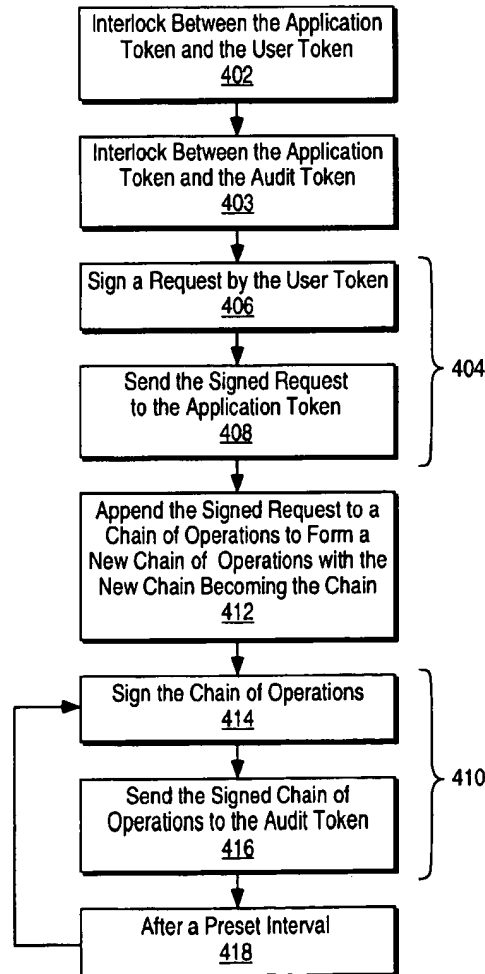 Interlock Between the Application
Token and the User Token
402
Interlock Between the Application
Token and the Audit Token
403
Sign a Request by the User Token
406
404
Send the Signed Request
to the Application Token
408
Append the Signed Request to a
Chain of Operations to Form a
New Chain of Operations with the
New Chain Becoming the Chain
412
Sign the Chain of Operations
414
410
Send the Signed Chain of
Operations to the Audit Token
416
After a Preset Interval
418